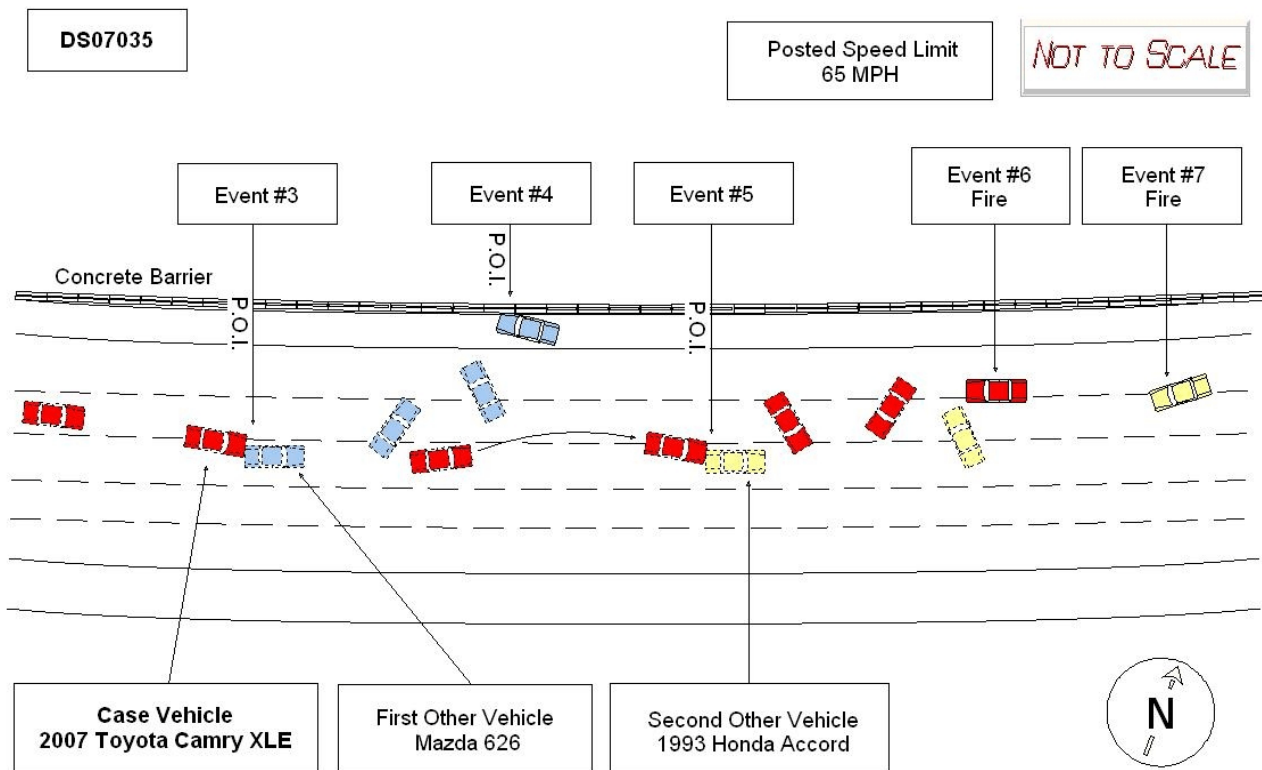 DS07035
Posted Speed Limit
65 MPH
NOT TO SCALE
Event #3
Event #4
Event #5
Event #6
Fire
Event #7
Fire
P.O.I.
Concrete Barrier
P.O.I.
P.O.I.
Case Vehicle
2007 Toyota Camry XLE
First Other Vehicle
Mazda 626
Second Other Vehicle
1993 Honda Accord
N